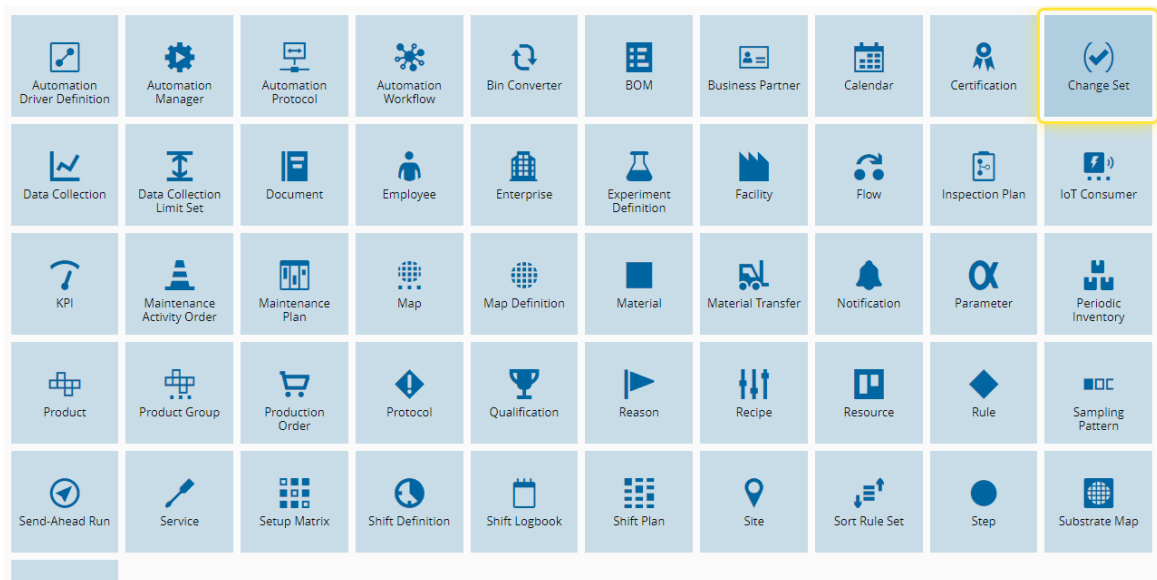 Automation
Driver Definition
Automation
Manager
Automation
Protocol
Automation
Workflow
Bin Converter
BOM
Business Partner
Calendar
Certification
Change Set
Data Collection
Data Collection
Limit Set
Document
Employee
Enterprise
Experiment
Definition
Facility
Flow
Inspection Plan
IoT Consumer
KPI
Maintenance
Activity Order
Maintenance
Plan
Map
Map Definition
Material
Material Transfer
Notification
Parameter
Periodic
Inventory
Product
Product Group
Production
Order
Protocol
Qualification
Reason
Recipe
Resource
Rule
Sampling
Pattern
Send-Ahead Run
Service
Setup Matrix
Shift Definition
Shift Logbook
Shift Plan
Site
Sort Rule Set
Step
Substrate Map